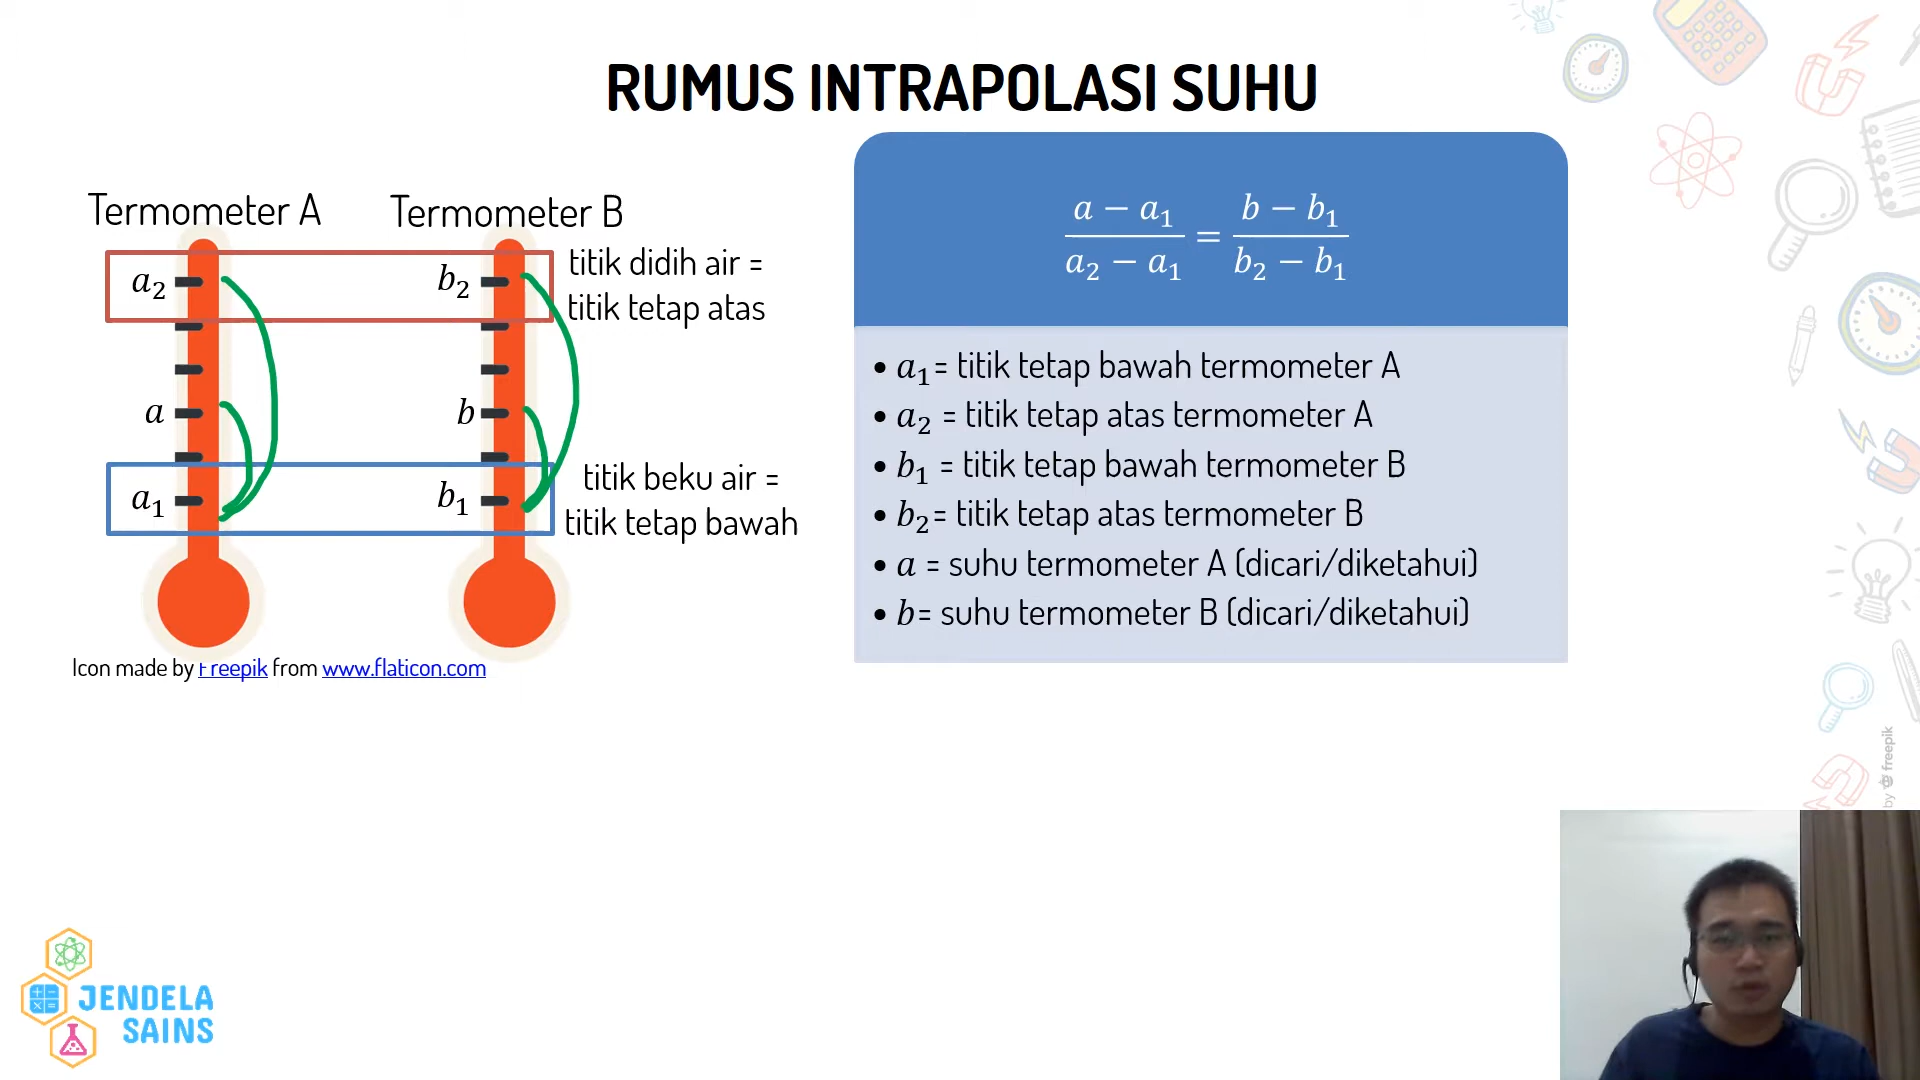 RUMUS INTRAPOLASI SUHU
Termometer A
Termometer B
a₂
b₂
titik didih air =
titik tetap atas
a
b
a₁
b₁
titik beku air =
titik tetap bawah
Icon made by Freepik from www.flaticon.com
(a − a₁)/(a₂ − a₁) = (b − b₁)/(b₂ − b₁)
• a₁= titik tetap bawah termometer A
• a₂ = titik tetap atas termometer A
• b₁ = titik tetap bawah termometer B
• b₂= titik tetap atas termometer B
• a = suhu termometer A (dicari/diketahui)
• b= suhu termometer B (dicari/diketahui)
by freepik
JENDELA
SAINS